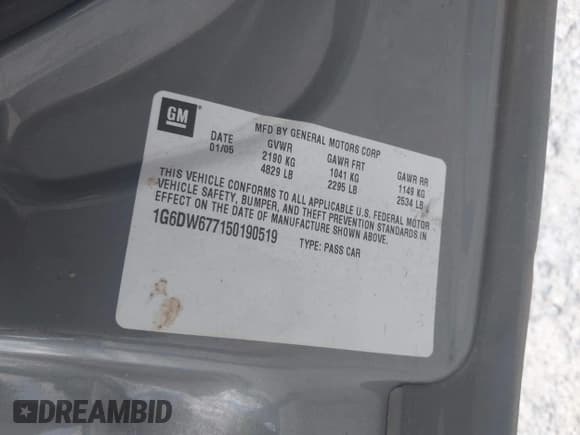 GM
MFD BY GENERAL MOTORS CORP
DATE GVWR GAWR FRT GAWR RR
01/05 2190 KG 1041 KG 1149 KG
4829 LB 2295 LB 2534 LB
THIS VEHICLE CONFORMS TO ALL APPLICABLE U.S. FEDERAL MOTOR
VEHICLE SAFETY, BUMPER, AND THEFT PREVENTION STANDARDS IN
EFFECT ON THE DATE OF MANUFACTURE SHOWN ABOVE.
1G6DW677150190519 TYPE: PASS CAR
DREAMBID